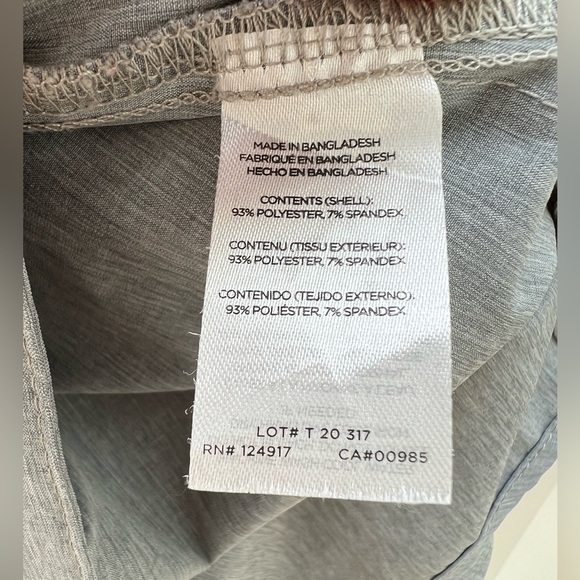 MADE IN BANGLADESH
FABRIQUÉ EN BANGLADESH
HECHO EN BANGLADESH
CONTENTS (SHELL):
93% POLYESTER, 7% SPANDEX.
CONTENU (TISSU EXTÉRIEUR):
93% POLYESTER, 7% SPANDEX.
CONTENIDO (TEJIDO EXTERNO):
93% POLIÉSTER, 7% SPANDEX.
LOT# T 20 317
RN# 124917 CA#00985